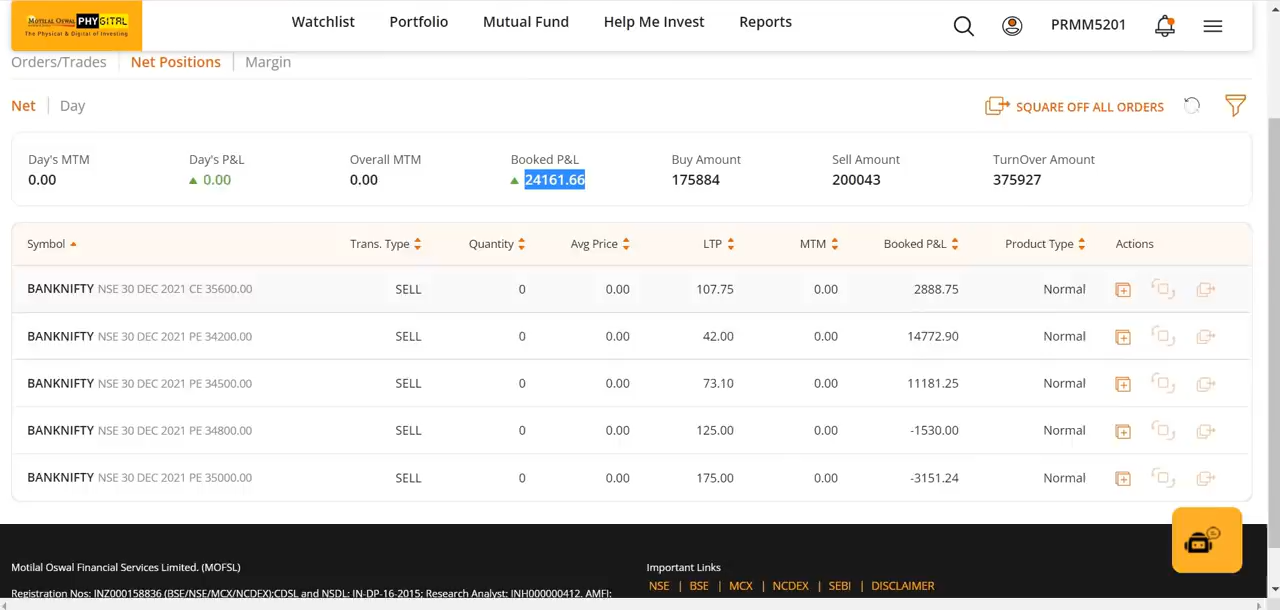 MOTILAL OSWAL PHYGITAL
The Physical & Digital of Investing
Watchlist Portfolio Mutual Fund Help Me Invest Reports PRMM5201
Orders/Trades Net Positions Margin
Net Day SQUARE OFF ALL ORDERS
Day's MTM Day's P&L Overall MTM Booked P&L Buy Amount Sell Amount TurnOver Amount
0.00 0.00 0.00 24161.66 175884 200043 375927
Symbol Trans. Type Quantity Avg Price LTP MTM Booked P&L Product Type Actions
BANKNIFTY NSE 30 DEC 2021 CE 35600.00 SELL 0 0.00 107.75 0.00 2888.75 Normal
BANKNIFTY NSE 30 DEC 2021 PE 34200.00 SELL 0 0.00 42.00 0.00 14772.90 Normal
BANKNIFTY NSE 30 DEC 2021 PE 34500.00 SELL 0 0.00 73.10 0.00 11181.25 Normal
BANKNIFTY NSE 30 DEC 2021 PE 34800.00 SELL 0 0.00 125.00 0.00 -1530.00 Normal
BANKNIFTY NSE 30 DEC 2021 PE 35000.00 SELL 0 0.00 175.00 0.00 -3151.24 Normal
Motilal Oswal Financial Services Limited. (MOFSL) Important Links
NSE | BSE | MCX | NCDEX | SEBI | DISCLAIMER
Registration Nos: INZ000158836 (BSE/NSE/MCX/NCDEX);CDSL and NSDL: IN-DP-16-2015; Research Analyst: INH000000412. AMFI: